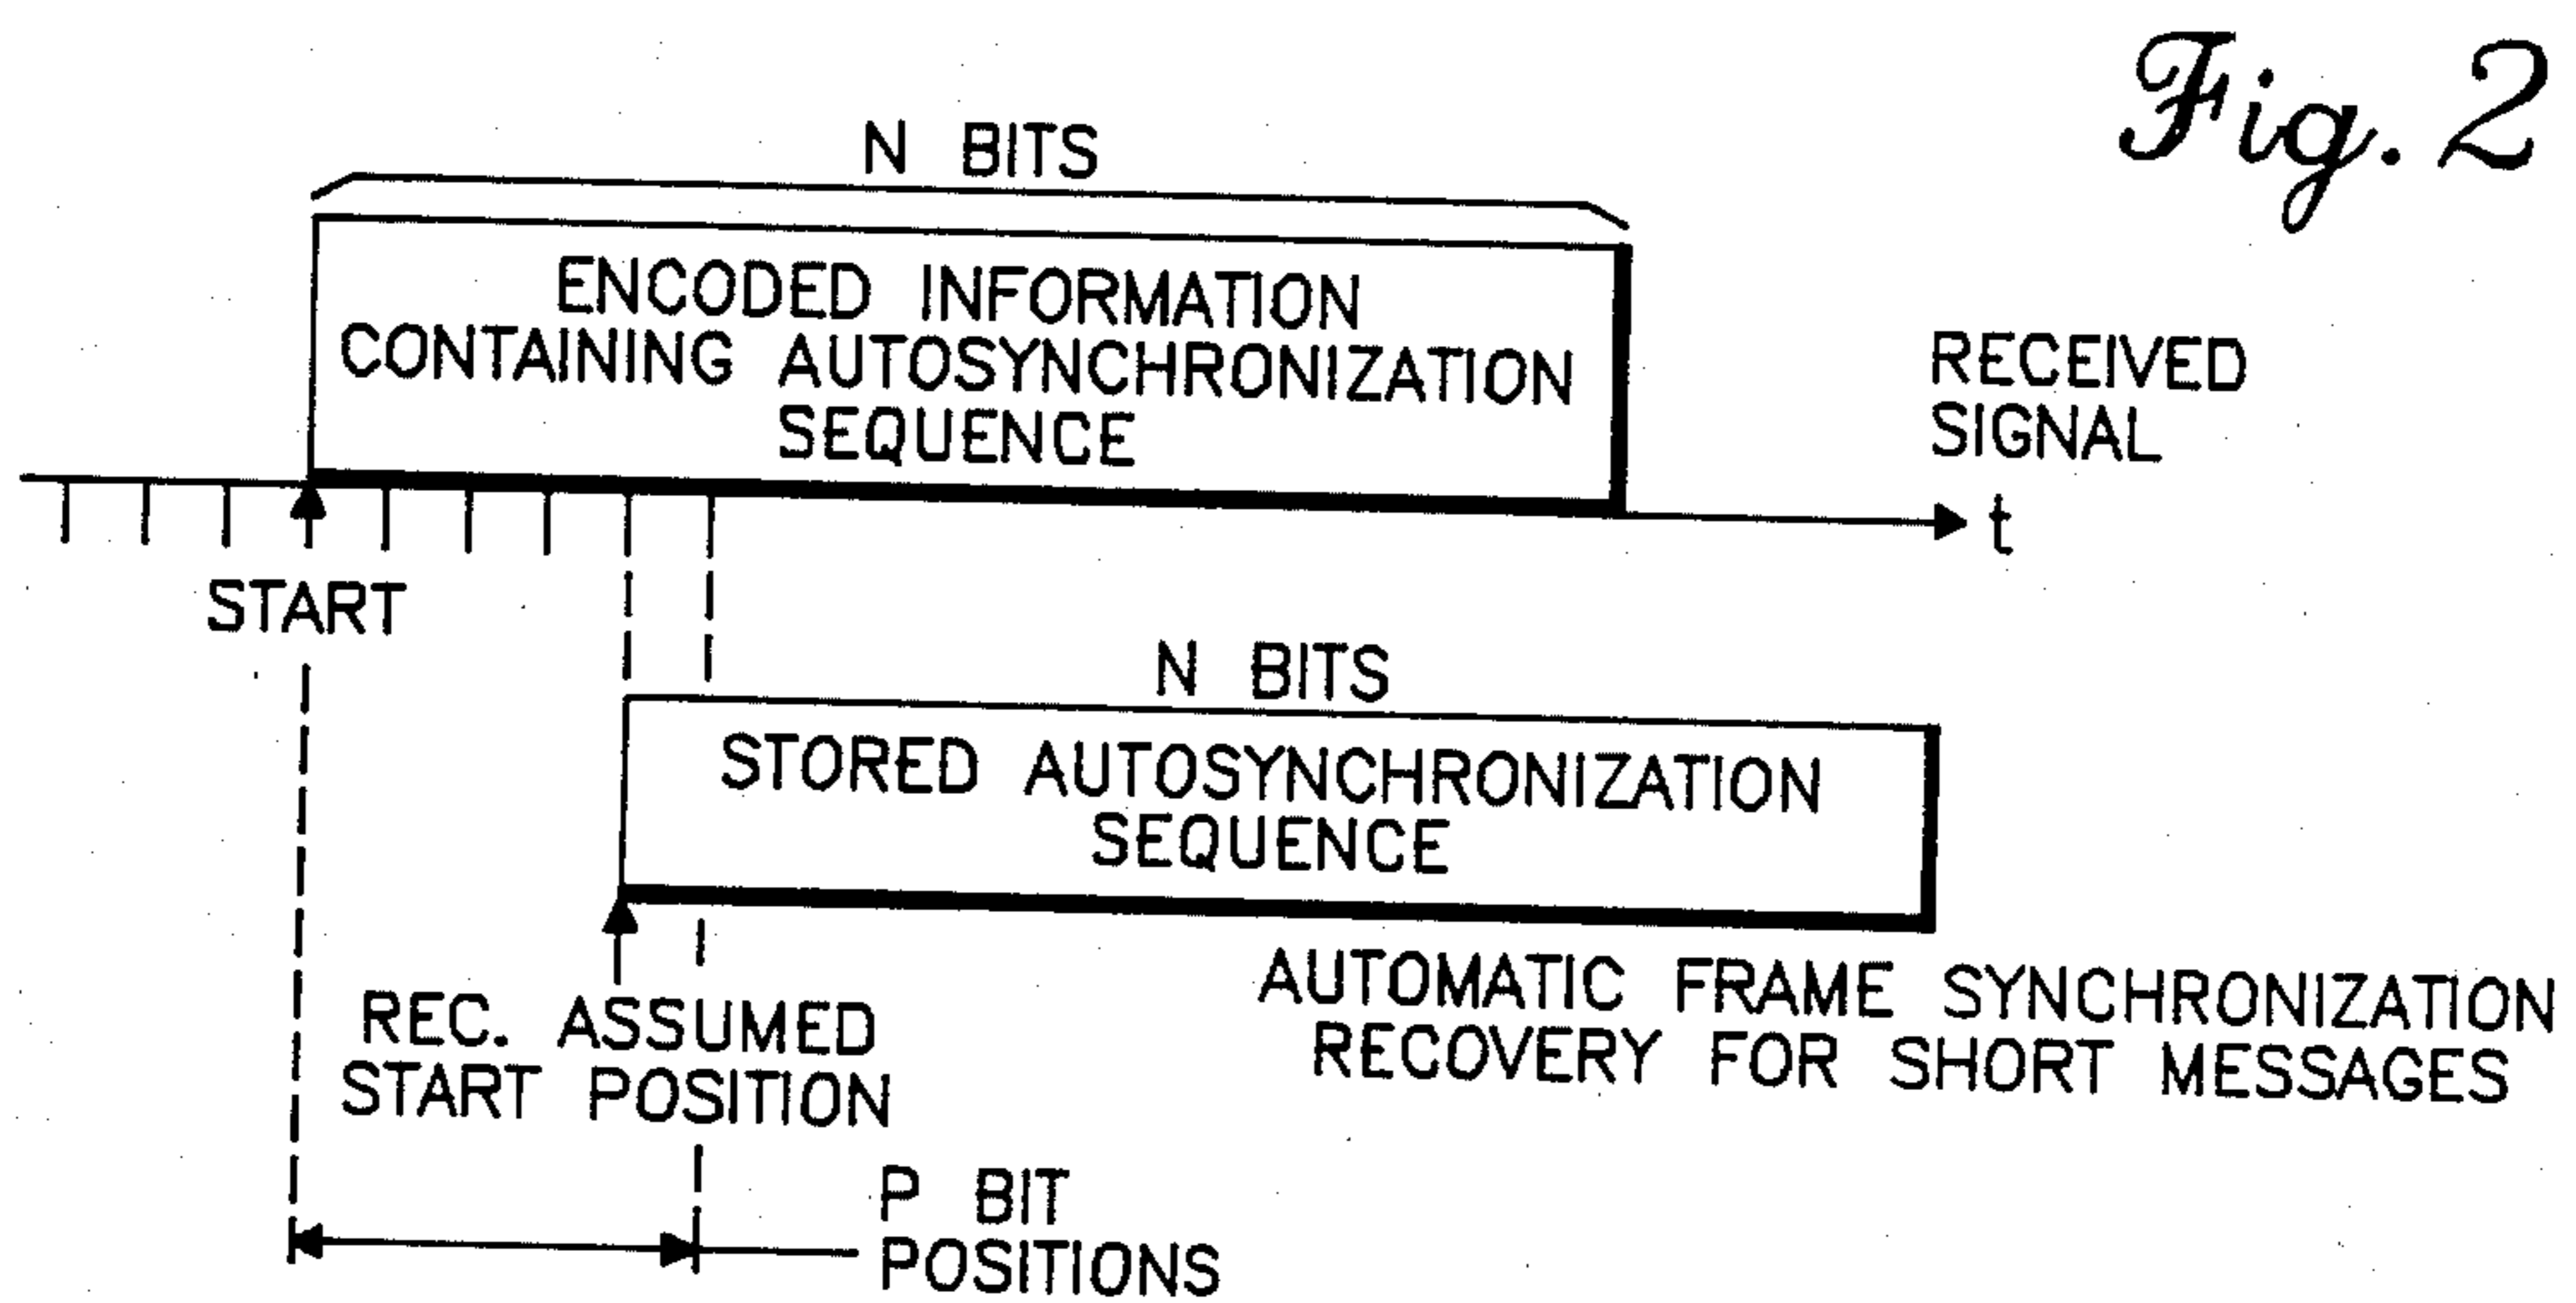 Fig. 2
N BITS
ENCODED INFORMATION
CONTAINING AUTOSYNCHRONIZATION
SEQUENCE
RECEIVED
SIGNAL
t
START
N BITS
STORED AUTOSYNCHRONIZATION
SEQUENCE
REC. ASSUMED
START POSITION
AUTOMATIC FRAME SYNCHRONIZATION
RECOVERY FOR SHORT MESSAGES
P BIT
POSITIONS